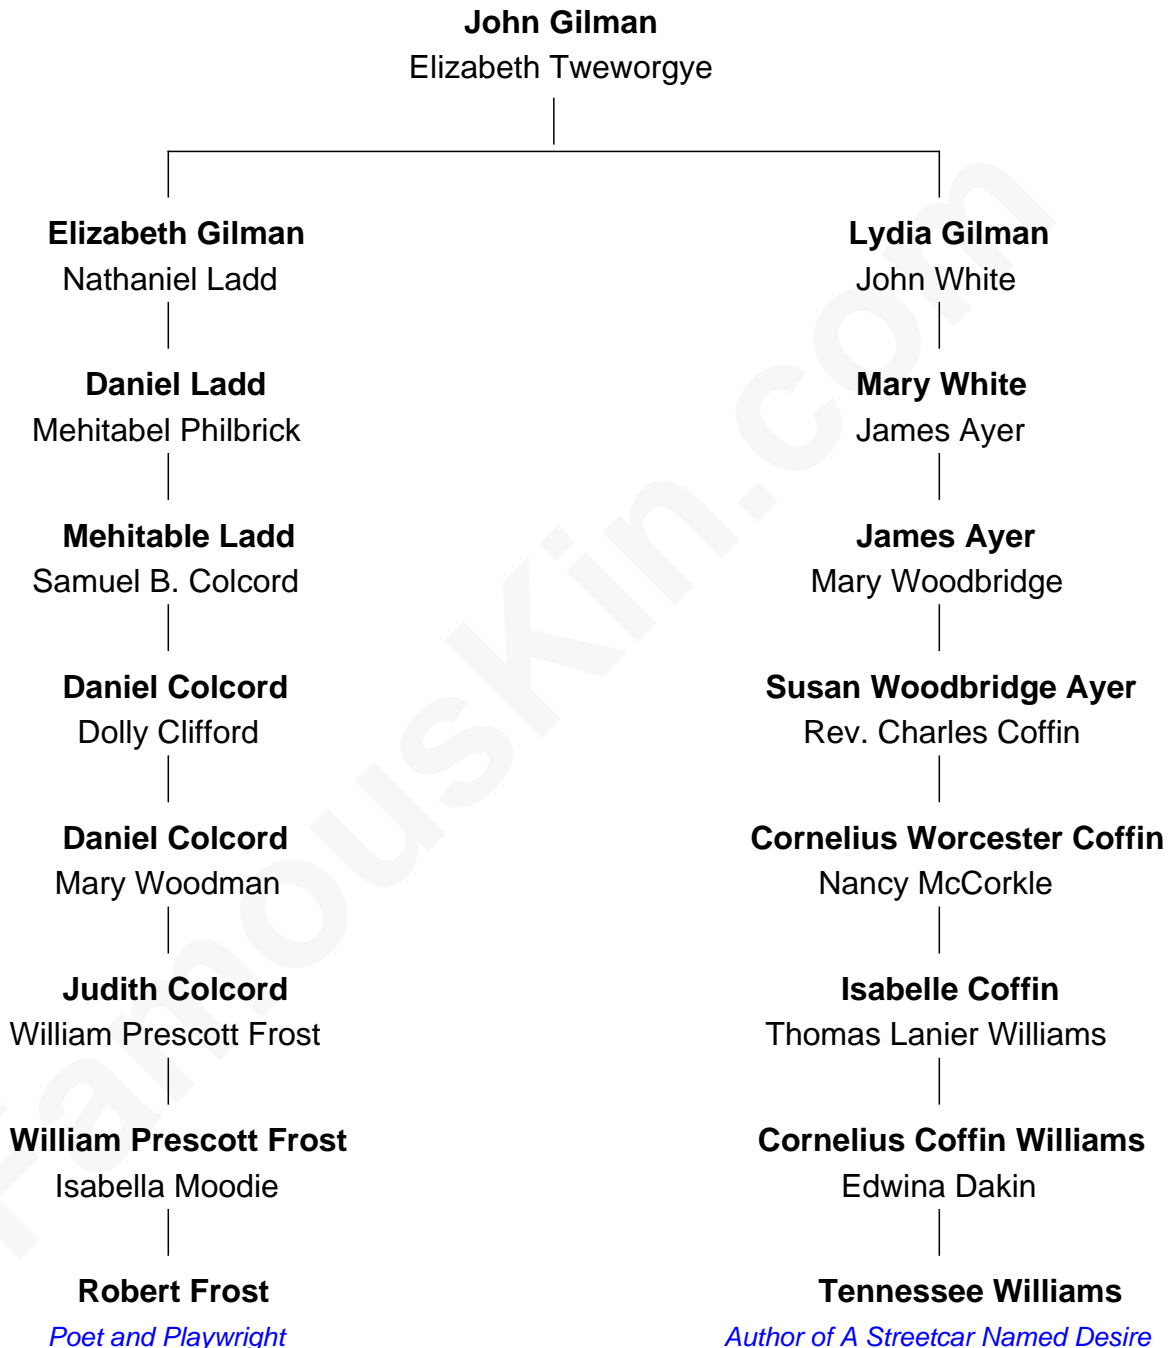 John Gilman
Elizabeth Tweworgye
Elizabeth Gilman
Nathaniel Ladd
Daniel Ladd
Mehitabel Philbrick
Mehitable Ladd
Samuel B. Colcord
Daniel Colcord
Dolly Clifford
Daniel Colcord
Mary Woodman
Judith Colcord
William Prescott Frost
William Prescott Frost
Isabella Moodie
Robert Frost
Poet and Playwright
Lydia Gilman
John White
Mary White
James Ayer
James Ayer
Mary Woodbridge
Susan Woodbridge Ayer
Rev. Charles Coffin
Cornelius Worcester Coffin
Nancy McCorkle
Isabelle Coffin
Thomas Lanier Williams
Cornelius Coffin Williams
Edwina Dakin
Tennessee Williams
Author of A Streetcar Named Desire
FamousKin.com